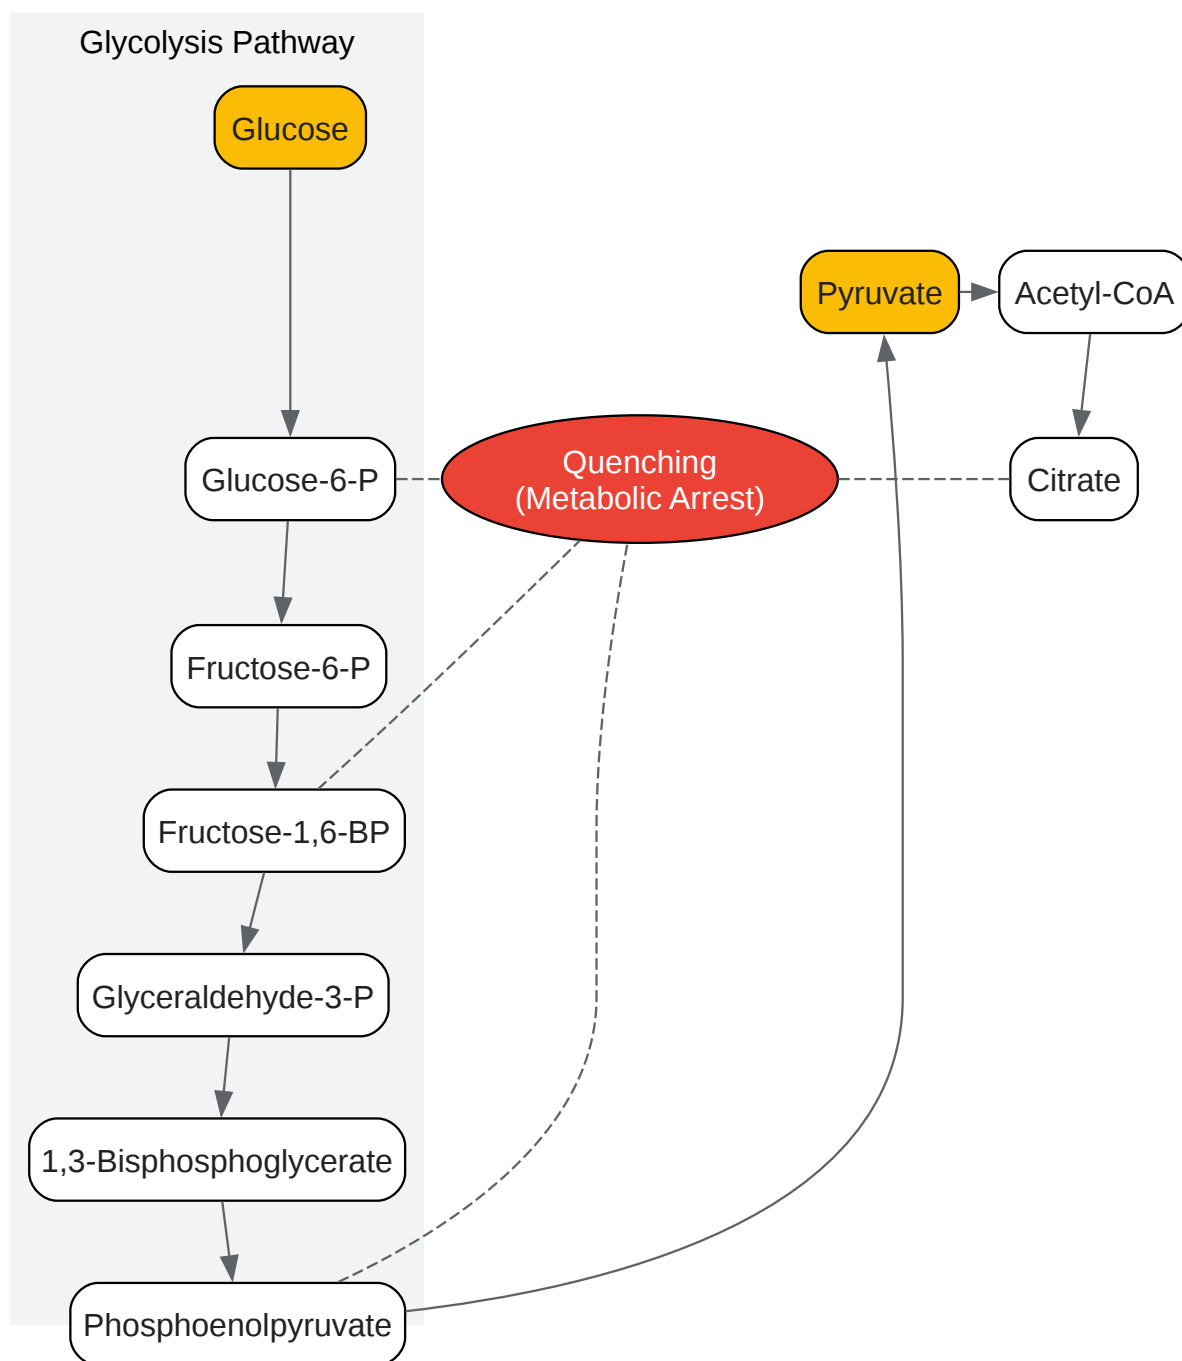 Glycolysis Pathway
Glucose
Pyruvate
Acetyl-CoA
Glucose-6-P
Quenching
(Metabolic Arrest)
Citrate
Fructose-6-P
Fructose-1,6-BP
Glyceraldehyde-3-P
1,3-Bisphosphoglycerate
Phosphoenolpyruvate